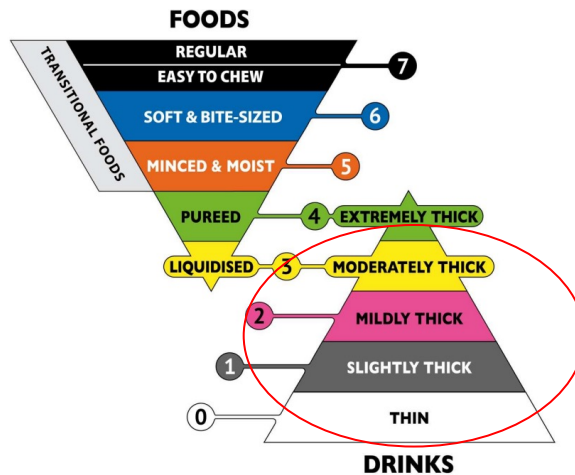 FOODS
REGULAR
7
EASY TO CHEW
TRANSITIONAL FOODS
SOFT & BITE-SIZED
6
MINCED & MOIST
5
PUREED
4
EXTREMELY THICK
LIQUIDISED
3
MODERATELY THICK
2
MILDLY THICK
1
SLIGHTLY THICK
0
THIN
DRINKS